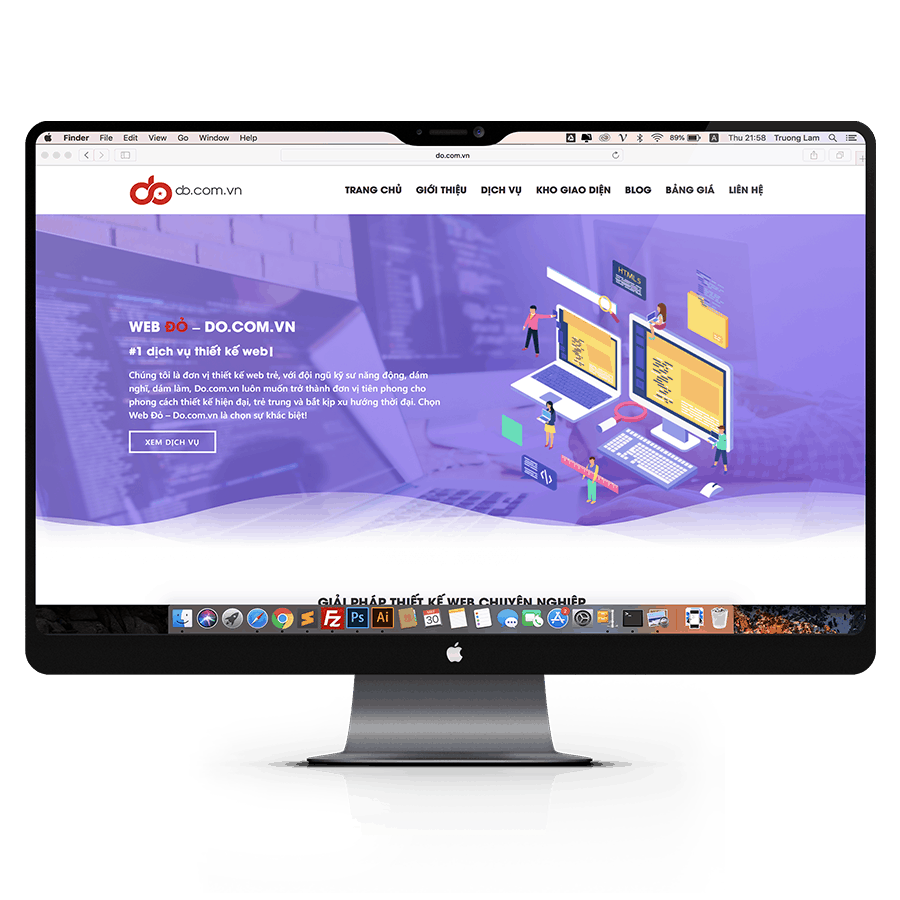 Finder File Edit View Go Window Help 89% A Thu 21:58 Truong Lam
do.com.vn
do do.com.vn TRANG CHỦ GIỚI THIỆU DỊCH VỤ KHO GIAO DIỆN BLOG BẢNG GIÁ LIÊN HỆ
HTML5
WEB ĐỎ – DO.COM.VN
#1 dịch vụ thiết kế web|
Chúng tôi là đơn vị thiết kế web trẻ, với đội ngũ kỹ sư năng động, dám
nghĩ, dám làm, Do.com.vn luôn muốn trở thành đơn vị tiên phong cho
phong cách thiết kế hiện đại, trẻ trung và bắt kịp xu hướng thời đại. Chọn
Web Đỏ – Do.com.vn là chọn sự khác biệt!
XEM DỊCH VỤ
</>
GIẢI PHÁP THIẾT KẾ WEB CHUYÊN NGHIỆP
Fz Ps Ai 30 2